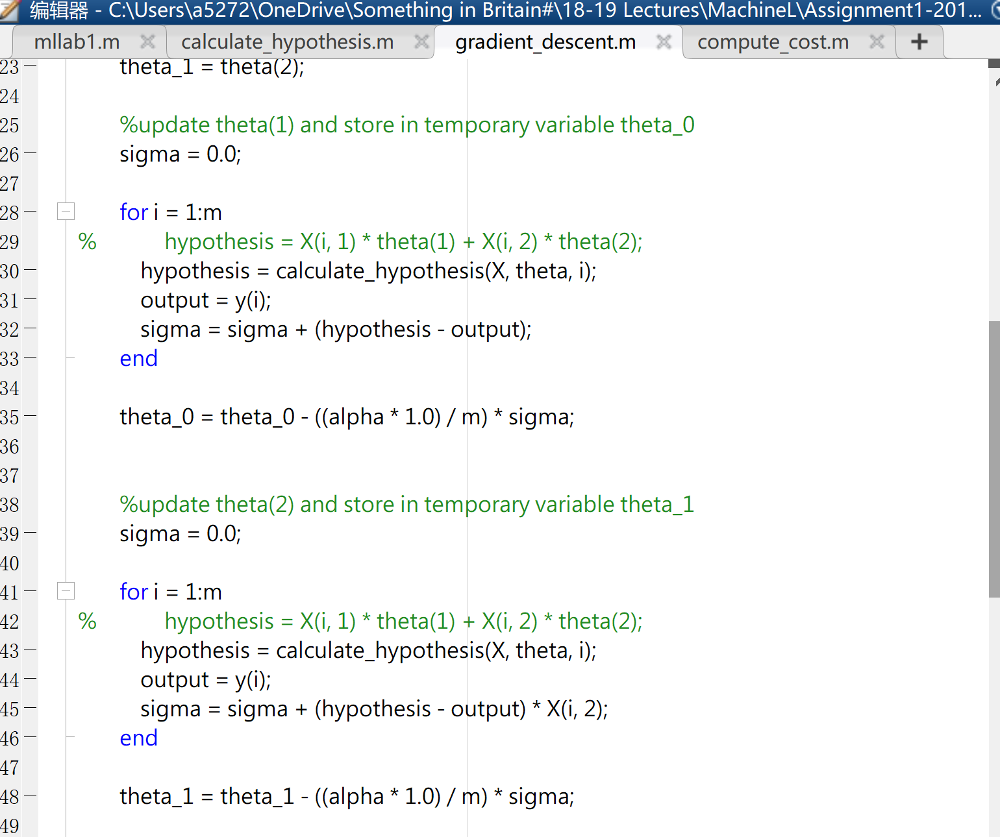 编辑器 - C:\Users\a5272\OneDrive\Something in Britain#\18-19 Lectures\MachineL\Assignment1-201...
mllab1.m calculate_hypothesis.m gradient_descent.m compute_cost.m
23 theta_1 = theta(2);
24
25 %update theta(1) and store in temporary variable theta_0
26 sigma = 0.0;
27
28 for i = 1:m
29 % hypothesis = X(i, 1) * theta(1) + X(i, 2) * theta(2);
30 hypothesis = calculate_hypothesis(X, theta, i);
31 output = y(i);
32 sigma = sigma + (hypothesis - output);
33 end
34
35 theta_0 = theta_0 - ((alpha * 1.0) / m) * sigma;
36
37
38 %update theta(2) and store in temporary variable theta_1
39 sigma = 0.0;
40
41 for i = 1:m
42 % hypothesis = X(i, 1) * theta(1) + X(i, 2) * theta(2);
43 hypothesis = calculate_hypothesis(X, theta, i);
44 output = y(i);
45 sigma = sigma + (hypothesis - output) * X(i, 2);
46 end
47
48 theta_1 = theta_1 - ((alpha * 1.0) / m) * sigma;
49